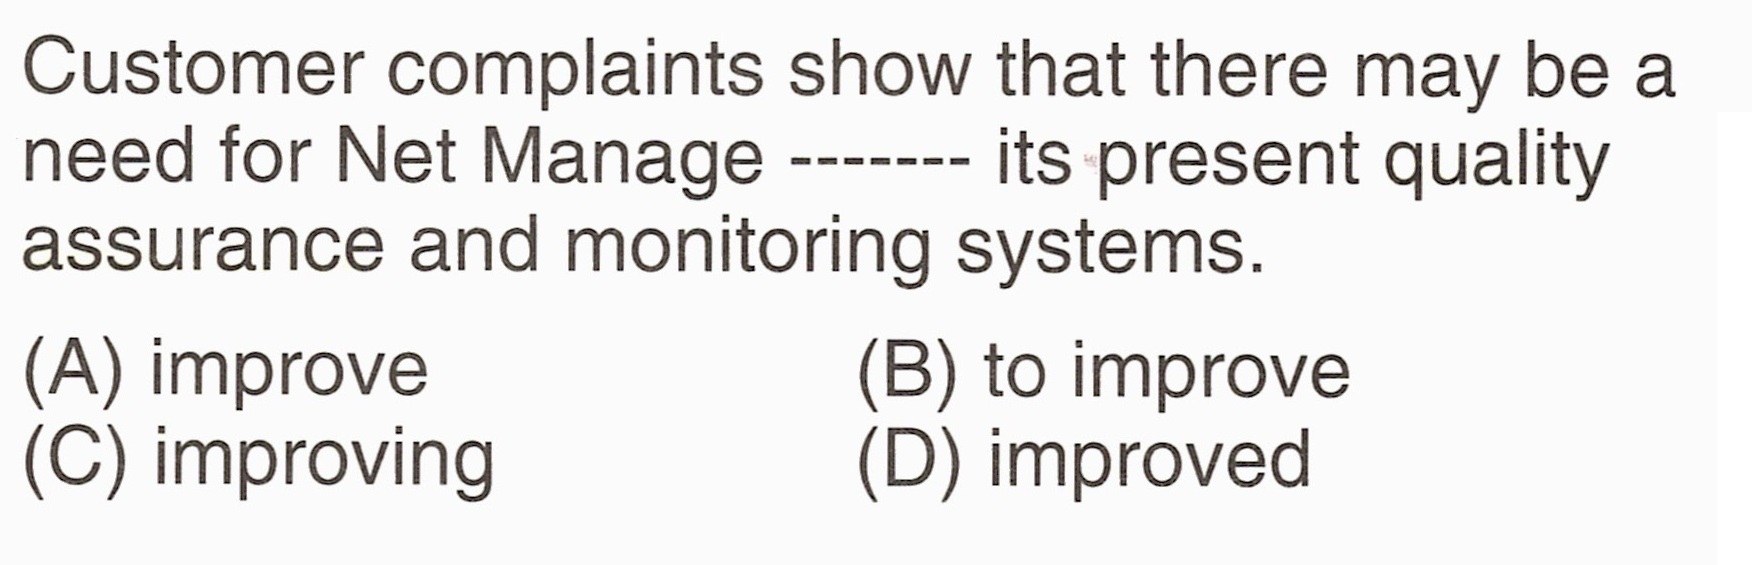 Customer complaints show that there may be a
need for Net Manage ------- its present quality
assurance and monitoring systems.
(A) improve (B) to improve
(C) improving (D) improved